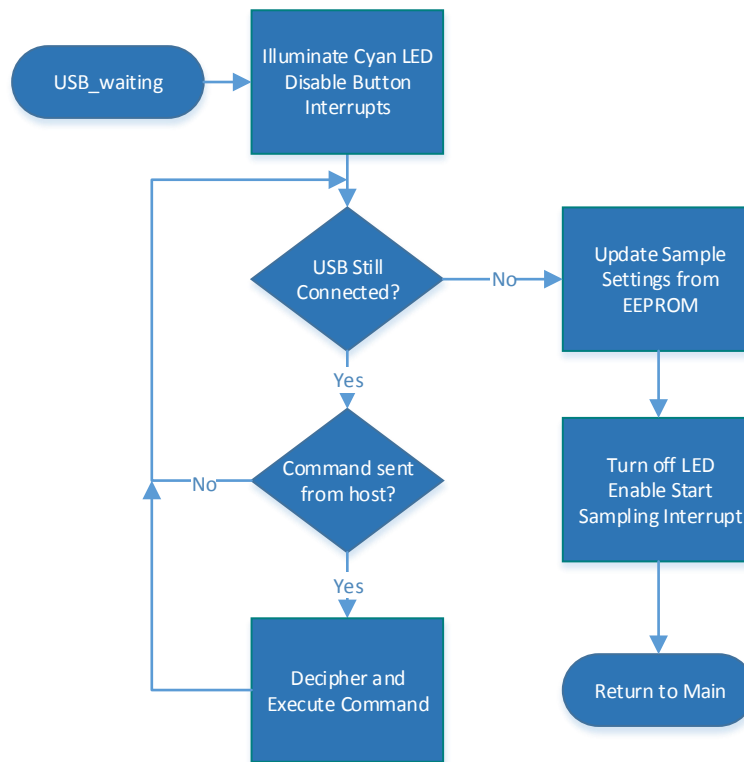 USB_waiting
Illuminate Cyan LED
Disable Button
Interrupts
USB Still
Connected?
No
Update Sample
Settings from
EEPROM
Yes
Command sent
from host?
No
Turn off LED
Enable Start
Sampling Interrupt
Yes
Decipher and
Execute Command
Return to Main